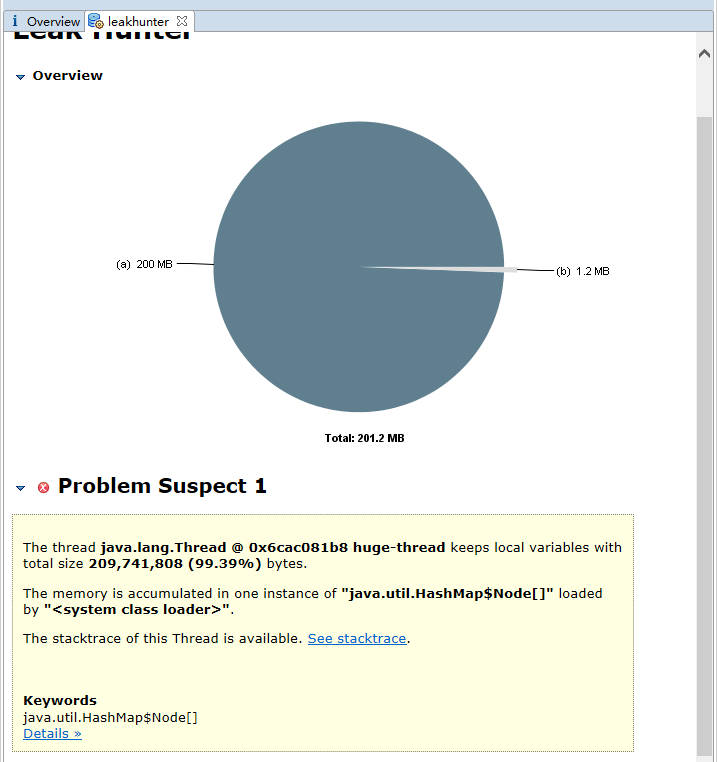 i Overview leakhunter
Leak Hunter
Overview
(a) 200 MB
(b) 1.2 MB
Total: 201.2 MB
Problem Suspect 1
The thread java.lang.Thread @ 0x6cac081b8 huge-thread keeps local variables with
total size 209,741,808 (99.39%) bytes.
The memory is accumulated in one instance of "java.util.HashMap$Node[]" loaded
by "<system class loader>".
The stacktrace of this Thread is available. See stacktrace.
Keywords
java.util.HashMap$Node[]
Details »